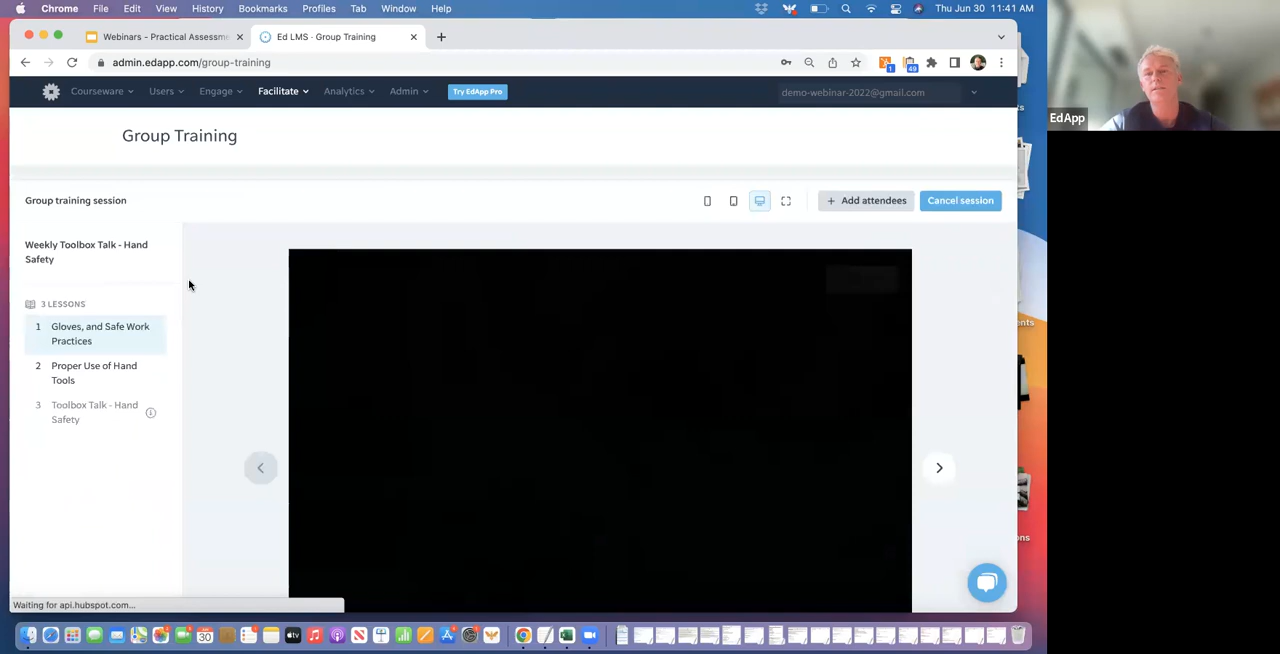 Chrome File Edit View History Bookmarks Profiles Tab Window Help Thu Jun 30 11:41 AM
Webinars - Practical Assessm Ed LMS · Group Training
admin.edapp.com/group-training
1 49
Courseware Users Engage Facilitate Analytics Admin Try EdApp Pro demo-webinar-2022@gmail.com
EdApp
Group Training
Group training session
+ Add attendees Cancel session
Weekly Toolbox Talk - Hand
Safety
3 LESSONS
1 Gloves, and Safe Work
Practices
2 Proper Use of Hand
Tools
3 Toolbox Talk - Hand
Safety
Waiting for api.hubspot.com...
30